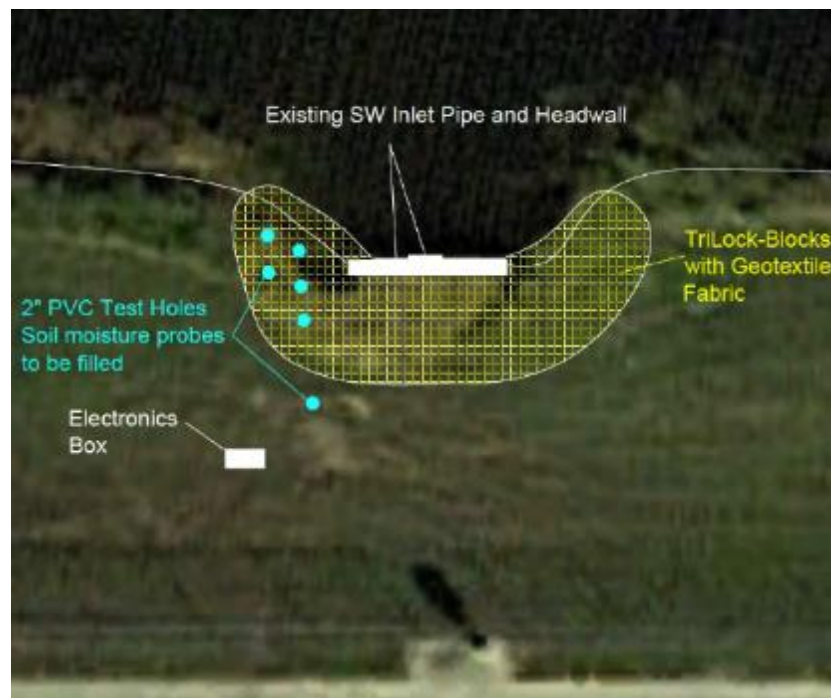 Existing SW Inlet Pipe and Headwall
TriLock-Blocks
with Geotextile
Fabric
2" PVC Test Holes
Soil moisture probes
to be filled
Electronics
Box